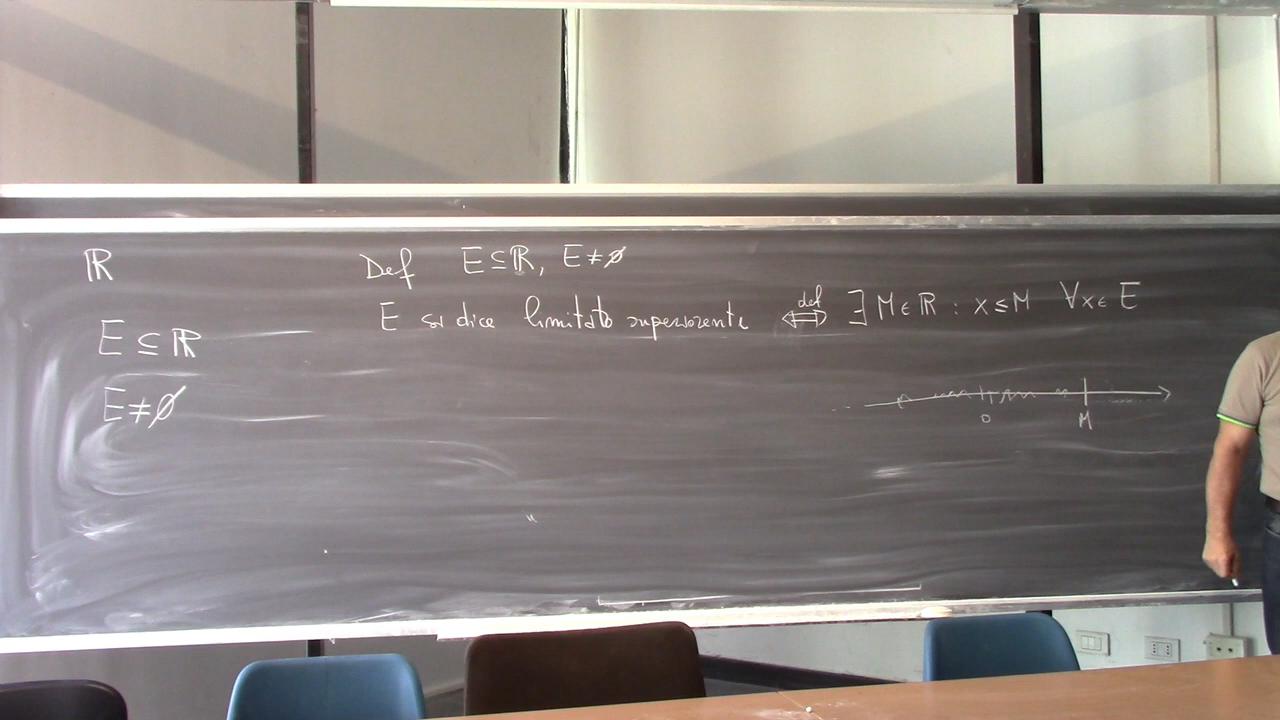 ℝ
E ⊆ ℝ
E ≠ ∅
Def E ⊆ ℝ, E ≠ ∅
E si dice limitato superiormente ⟺ def ∃ M ∈ ℝ : x ≤ M ∀x ∈ E
0 M